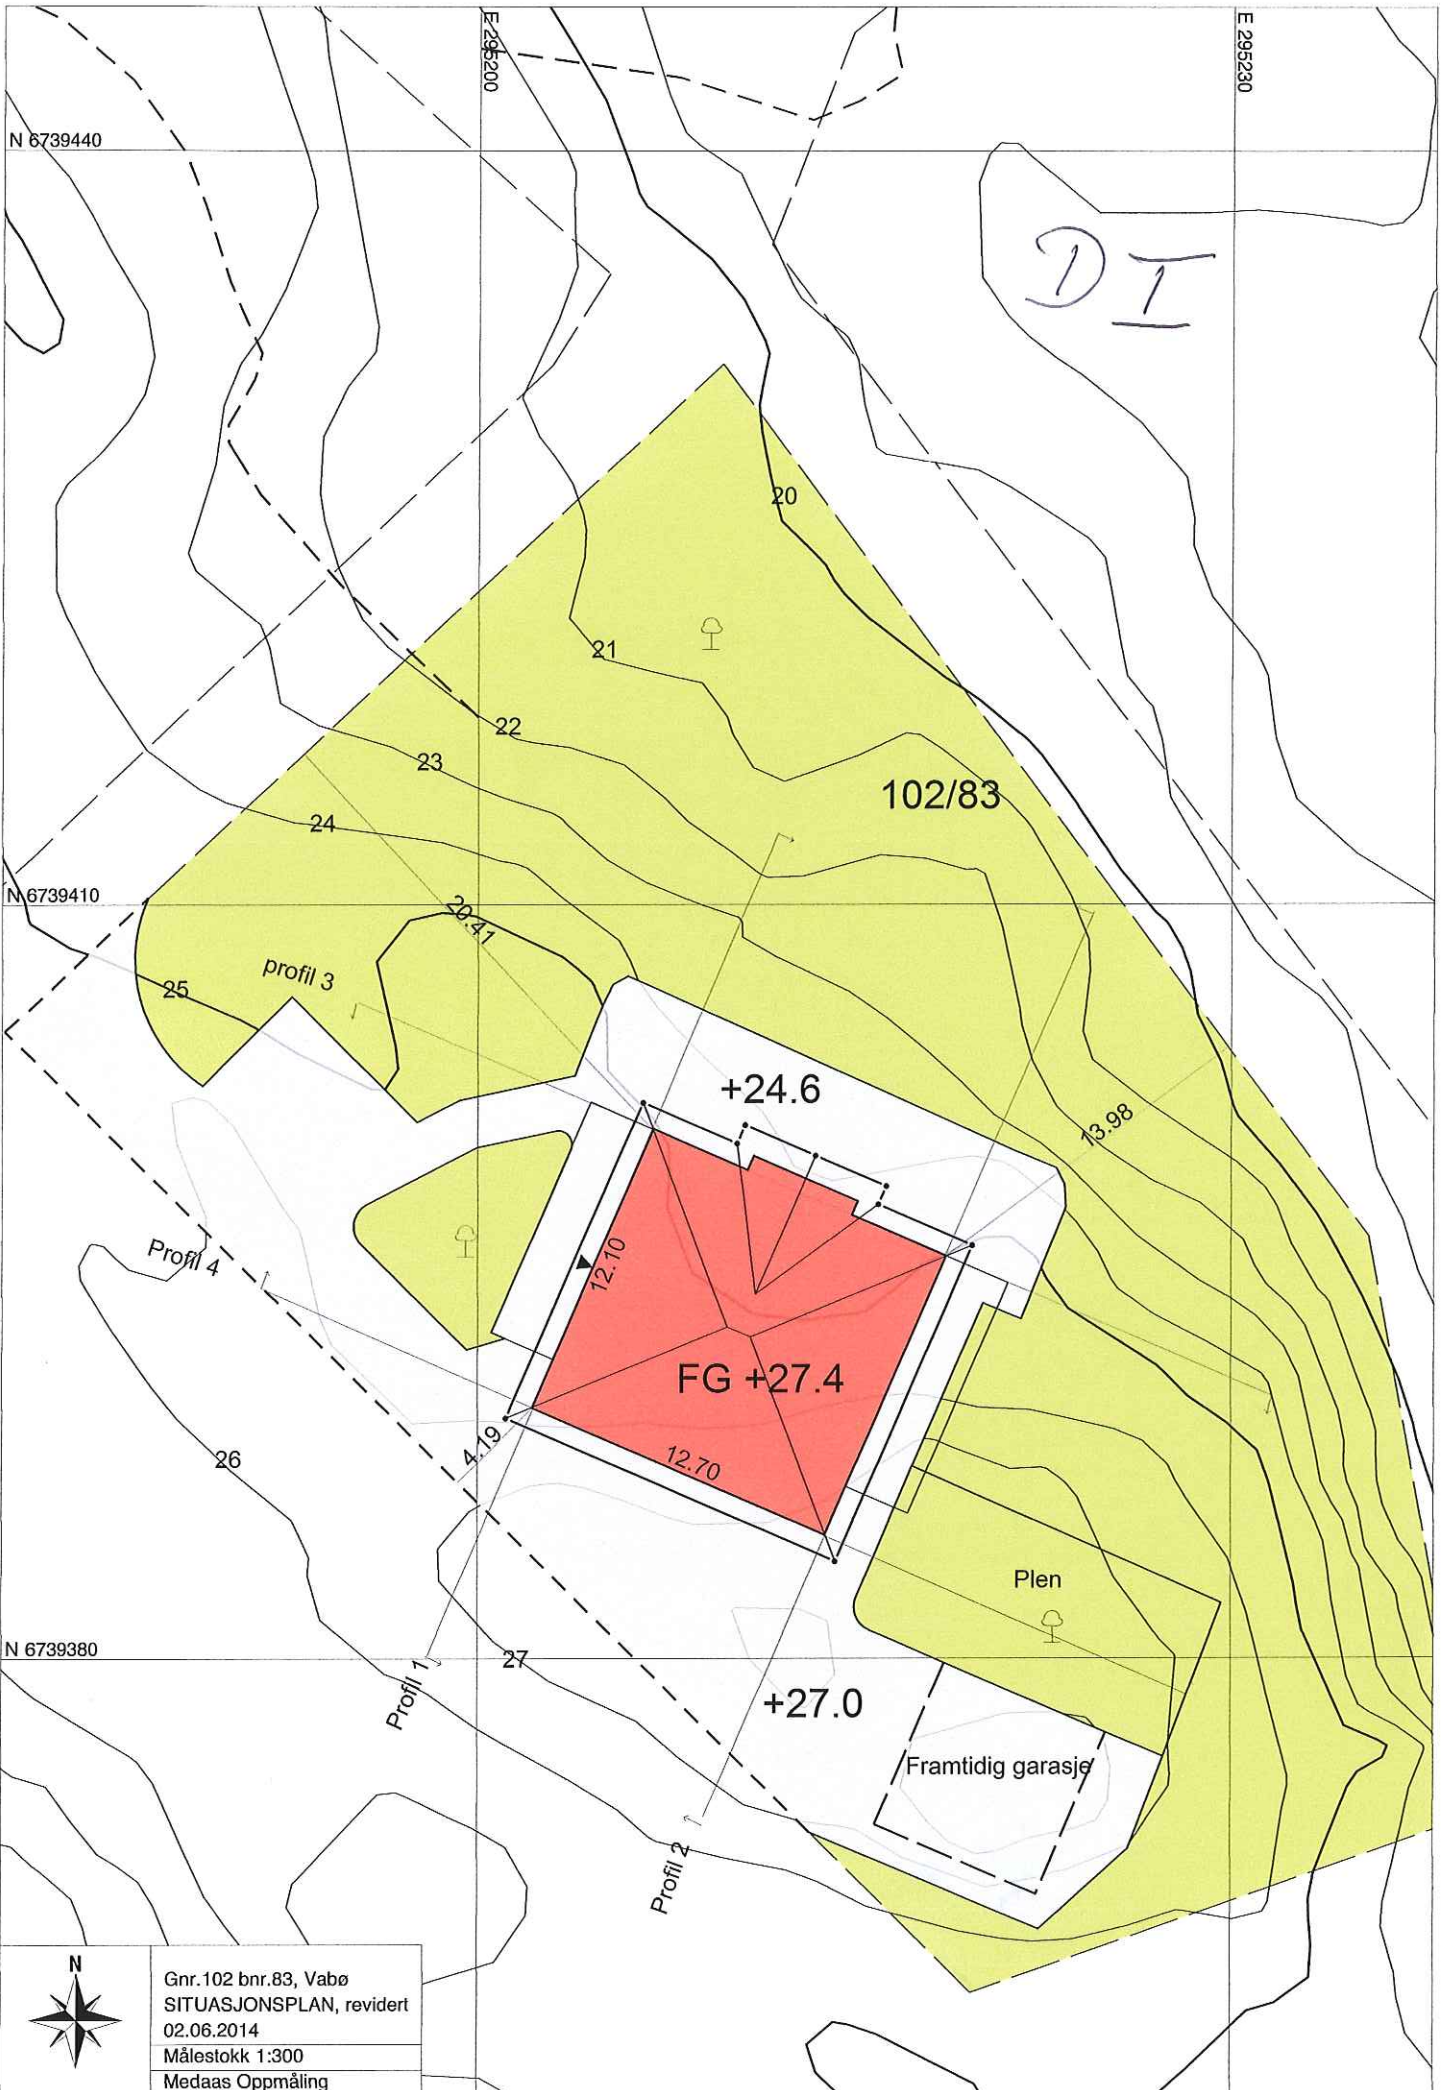 E 295200
E 295230
N 6739440
D I
20
21
22
23
102/83
24
N 6739410
20.41
profil 3
25
+24.6
13.98
Profil 4
12.10
FG +27.4
4.19
12.70
26
Plen
N 6739380
27
Profil 1
+27.0
Framtidig garasje
Profil 2
N
Gnr.102 bnr.83, Vabø
SITUASJONSPLAN, revidert
02.06.2014
Målestokk 1:300
Medaas Oppmåling